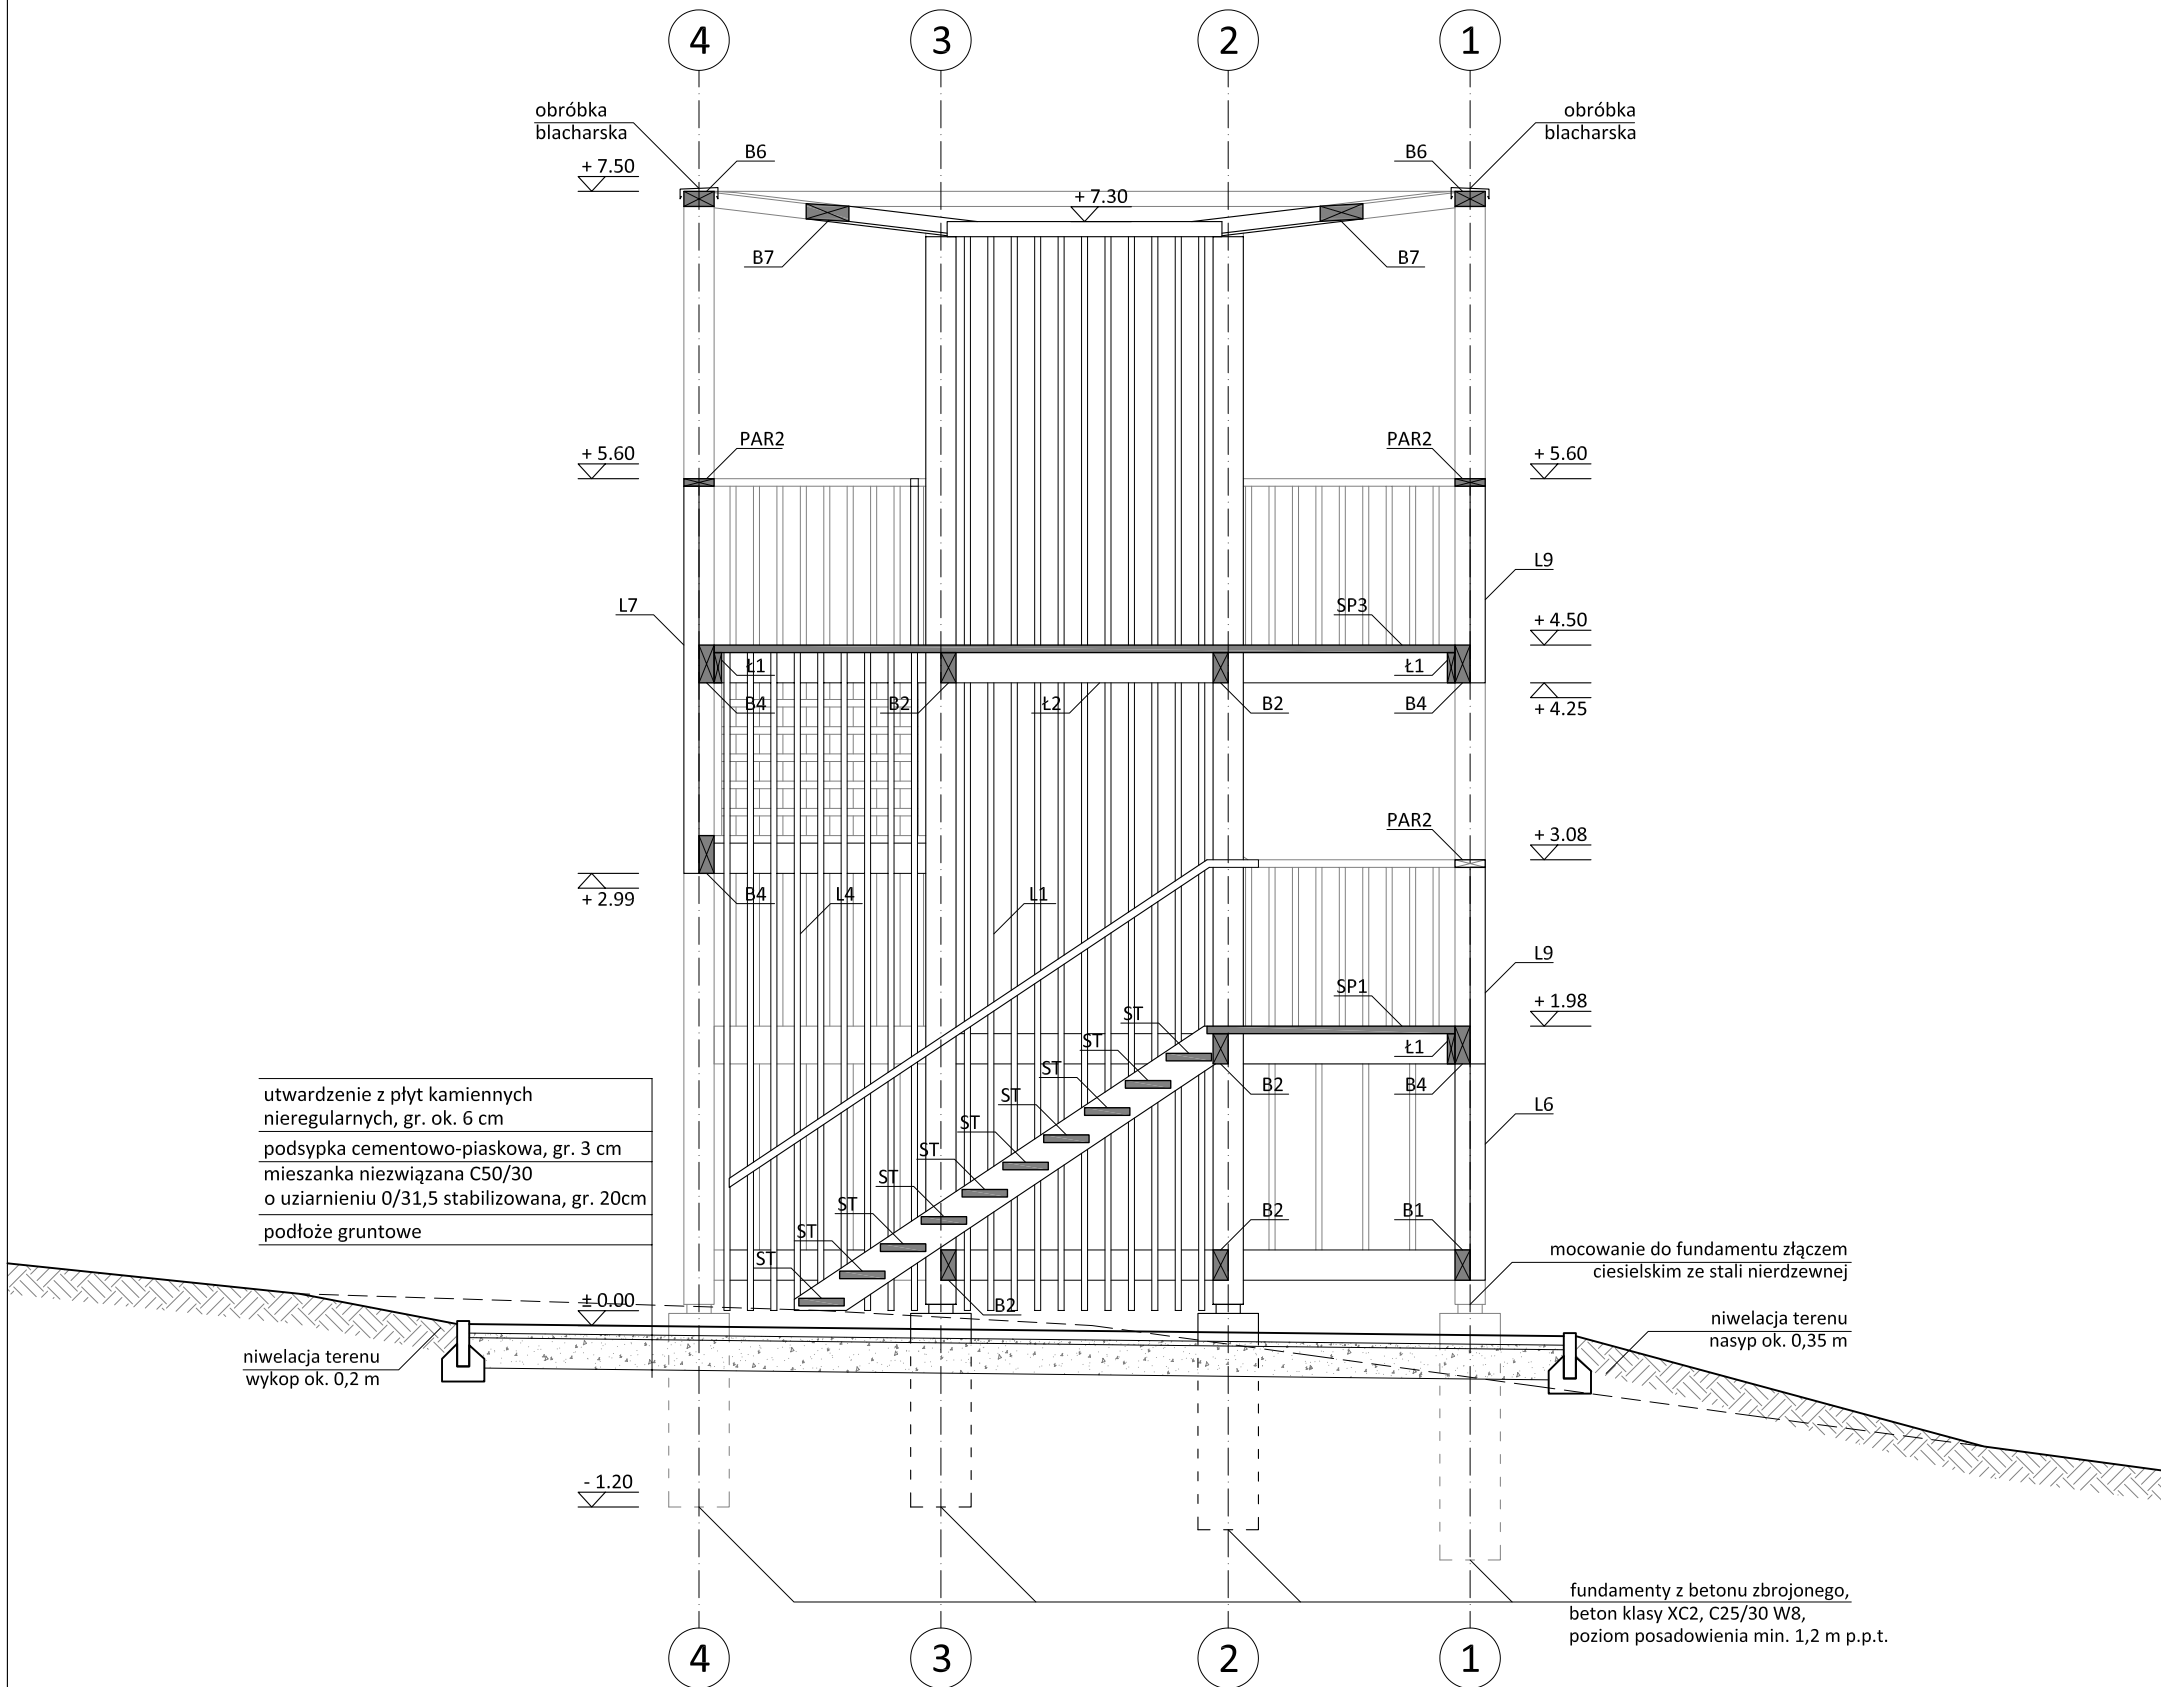 4 3 2 1
obróbka
blacharska
obróbka
blacharska
B6 B6
+ 7.50
+ 7.30
B7 B7
PAR2 PAR2
+ 5.60 + 5.60
L9
L7 SP3
+ 4.50
Ł1 Ł1
B4 B2 Ł2 B2 B4
+ 4.25
PAR2
+ 3.08
+ 2.99
B4 L4 L1
L9
SP1
+ 1.98
ST
ST
Ł1
ST
B2 B4
ST
L6
ST
ST
ST
ST
ST
ST
utwardzenie z płyt kamiennych
nieregularnych, gr. ok. 6 cm
podsypka cementowo-piaskowa, gr. 3 cm
mieszanka niezwiązana C50/30
o uziarnieniu 0/31,5 stabilizowana, gr. 20cm
podłoże gruntowe
B2 B1
mocowanie do fundamentu złączem
ciesielskim ze stali nierdzewnej
± 0.00
B2
niwelacja terenu
nasyp ok. 0,35 m
niwelacja terenu
wykop ok. 0,2 m
- 1.20
fundamenty z betonu zbrojonego,
beton klasy XC2, C25/30 W8,
poziom posadowienia min. 1,2 m p.p.t.
4 3 2 1